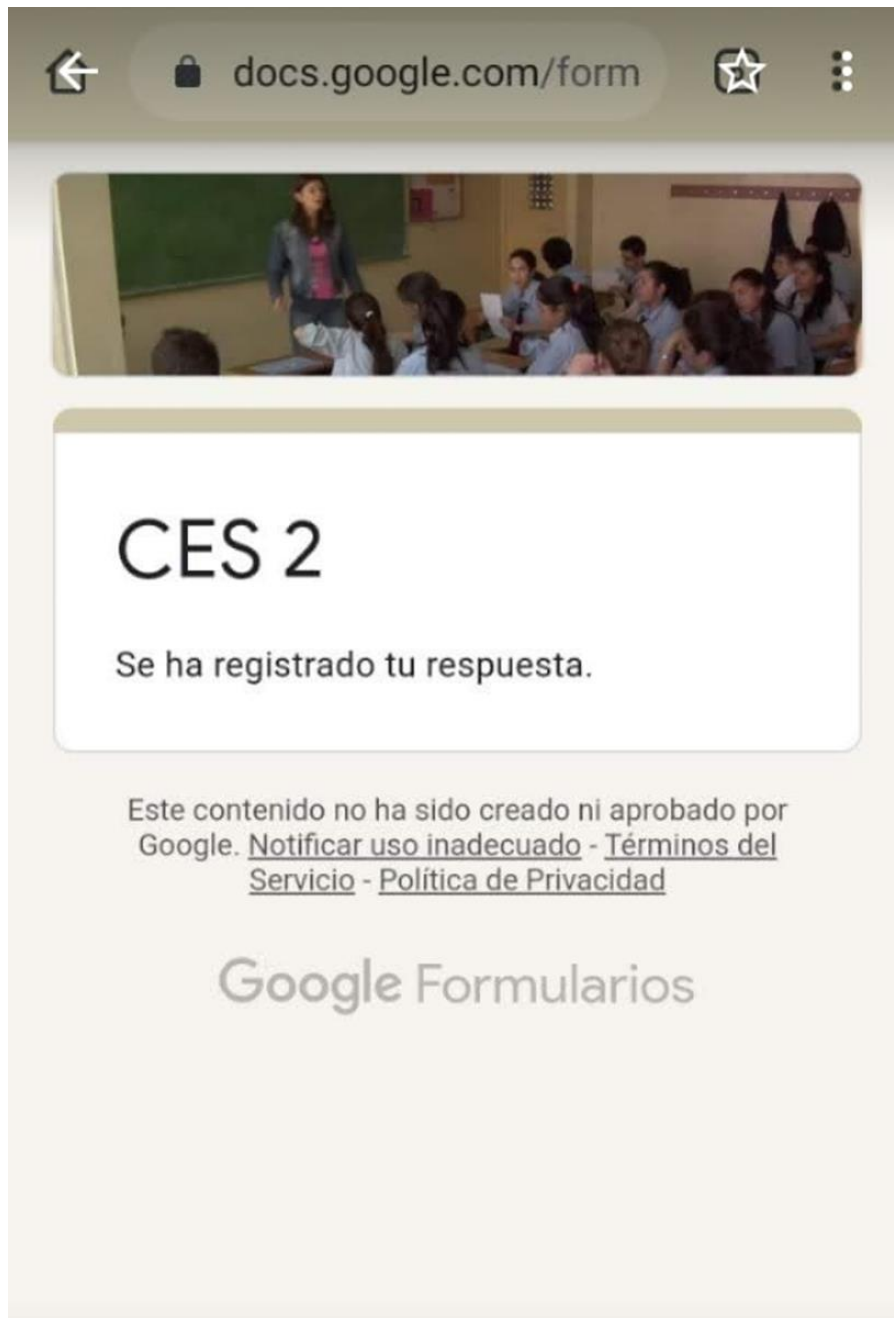 docs.google.com/form
CES 2
Se ha registrado tu respuesta.
Este contenido no ha sido creado ni aprobado por
Google. Notificar uso inadecuado - Términos del
Servicio - Política de Privacidad
Google Formularios